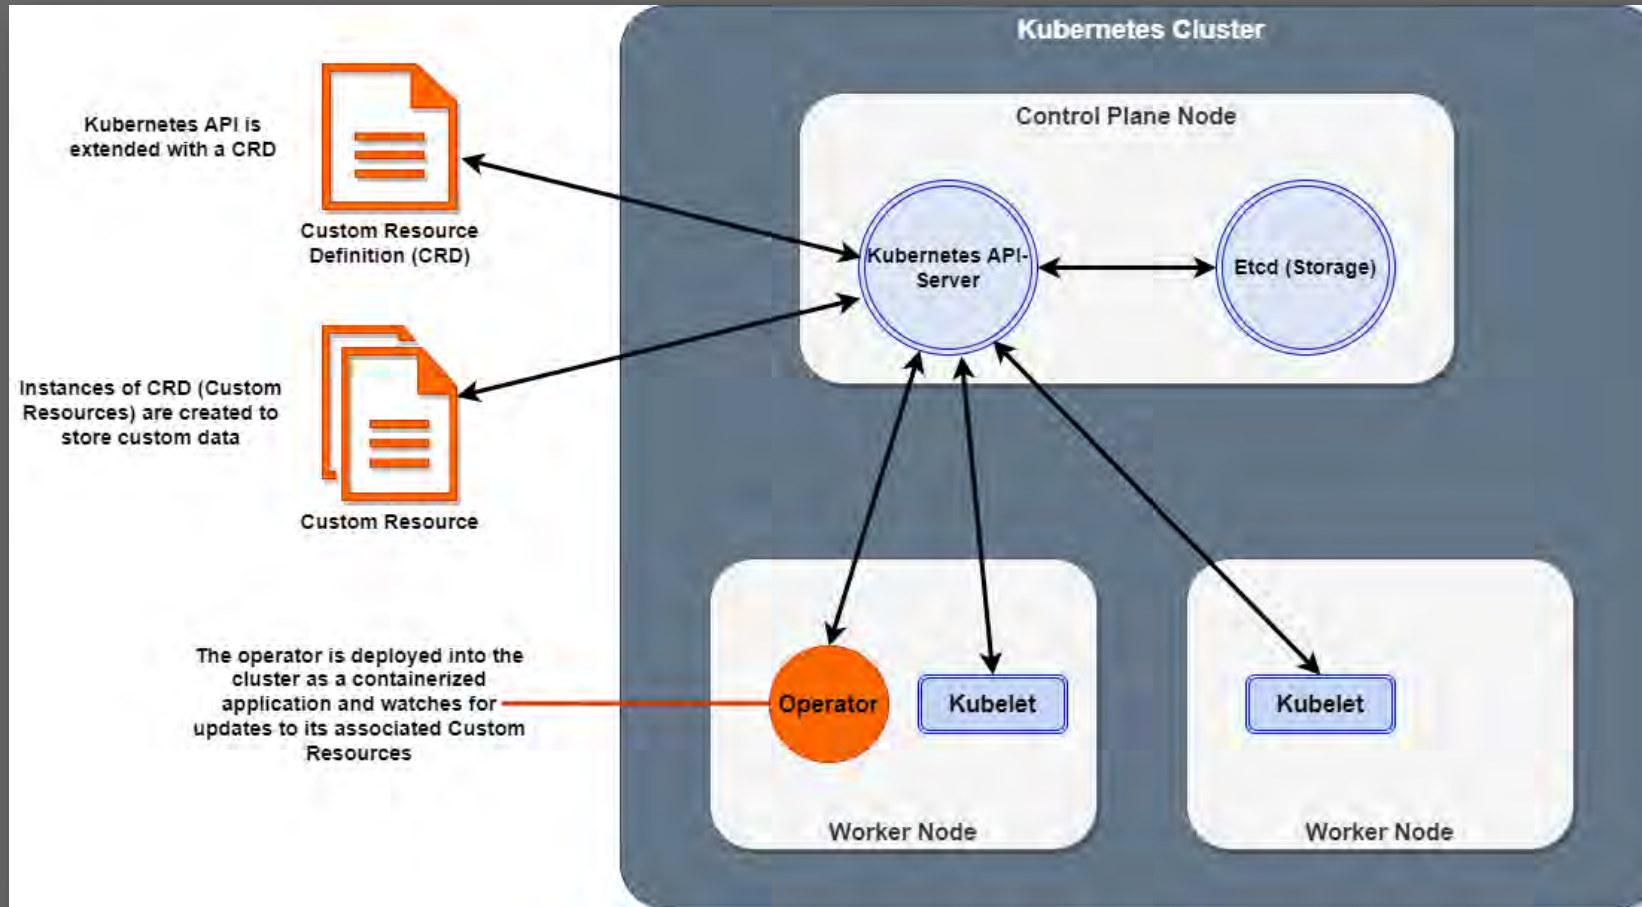 Kubernetes Cluster
Control Plane Node
Kubernetes API is
extended with a CRD
Custom Resource
Definition (CRD)
Kubernetes API-
Server
Etcd (Storage)
Instances of CRD (Custom
Resources) are created to
store custom data
Custom Resource
The operator is deployed into the
cluster as a containerized
application and watches for
updates to its associated Custom
Resources
Operator
Kubelet
Worker Node
Kubelet
Worker Node